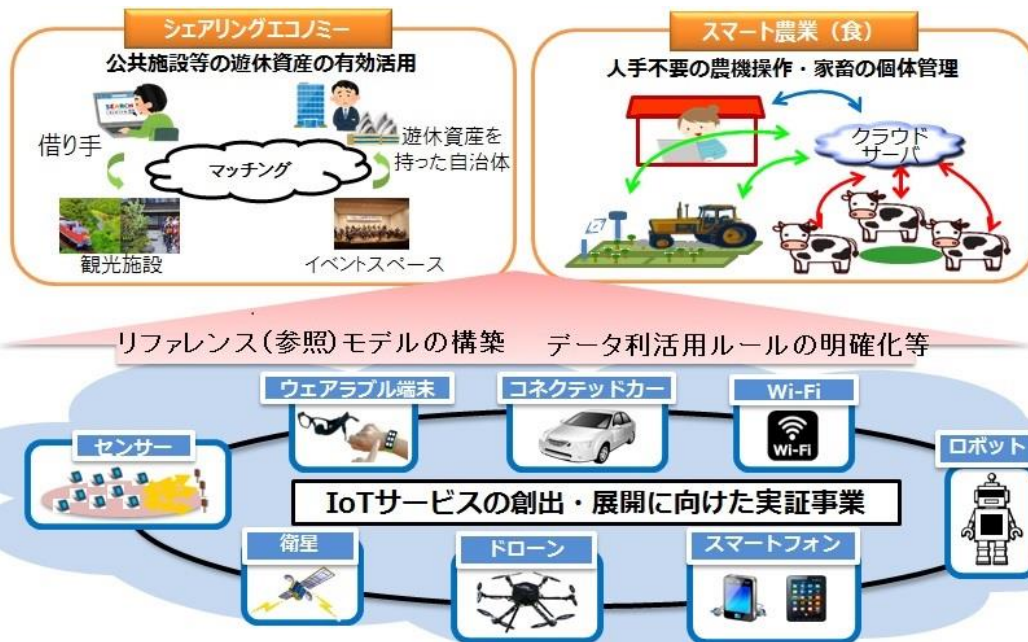 シェアリングエコノミー
公共施設等の遊休資産の有効活用
SEARCH
借り手
マッチング
遊休資産を
持った自治体
観光施設
イベントスペース
スマート農業（食）
人手不要の農機操作・家畜の個体管理
クラウド
サーバ
リファレンス(参照)モデルの構築 データ利活用ルールの明確化等
ウェアラブル端末
コネクテッドカー
Wi-Fi
Wi-Fi
センサー
ロボット
IoTサービスの創出・展開に向けた実証事業
衛星
ドローン
スマートフォン